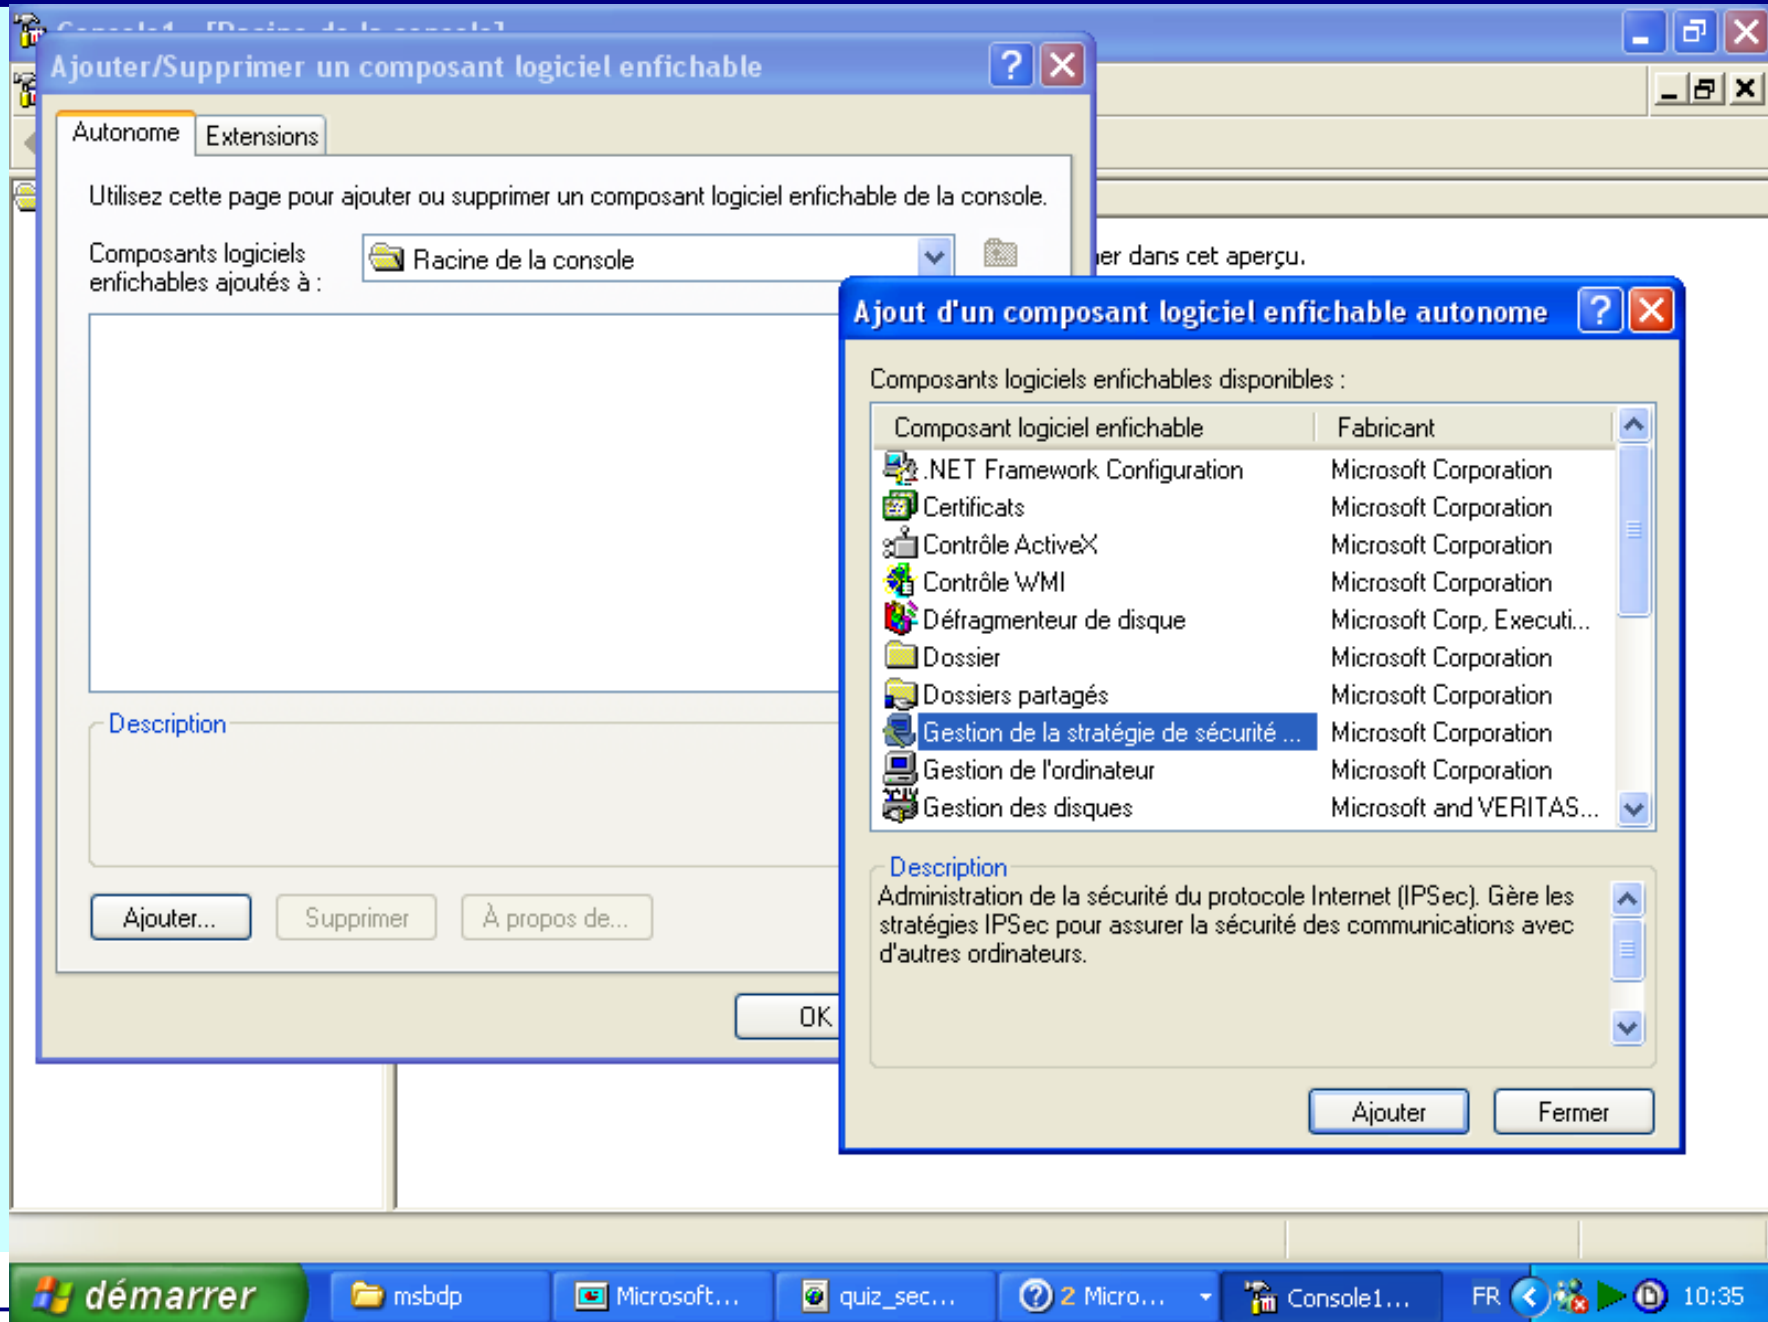 Console1 - [Racine de la console]
Ajouter/Supprimer un composant logiciel enfichable
Autonome
Extensions
Utilisez cette page pour ajouter ou supprimer un composant logiciel enfichable de la console.
Composants logiciels
enfichables ajoutés à :
Racine de la console
er dans cet aperçu.
Description
Ajouter...
Supprimer
À propos de...
OK
Ajout d'un composant logiciel enfichable autonome
Composants logiciels enfichables disponibles :
Composant logiciel enfichable Fabricant
.NET Framework Configuration Microsoft Corporation
Certificats Microsoft Corporation
Contrôle ActiveX Microsoft Corporation
Contrôle WMI Microsoft Corporation
Défragmenteur de disque Microsoft Corp, Executi...
Dossier Microsoft Corporation
Dossiers partagés Microsoft Corporation
Gestion de la stratégie de sécurité ... Microsoft Corporation
Gestion de l'ordinateur Microsoft Corporation
Gestion des disques Microsoft and VERITAS...
Description
Administration de la sécurité du protocole Internet (IPSec). Gère les
stratégies IPSec pour assurer la sécurité des communications avec
d'autres ordinateurs.
Ajouter
Fermer
démarrer
msbdp
Microsoft...
quiz_sec...
2 Micro...
Console1...
FR
10:35